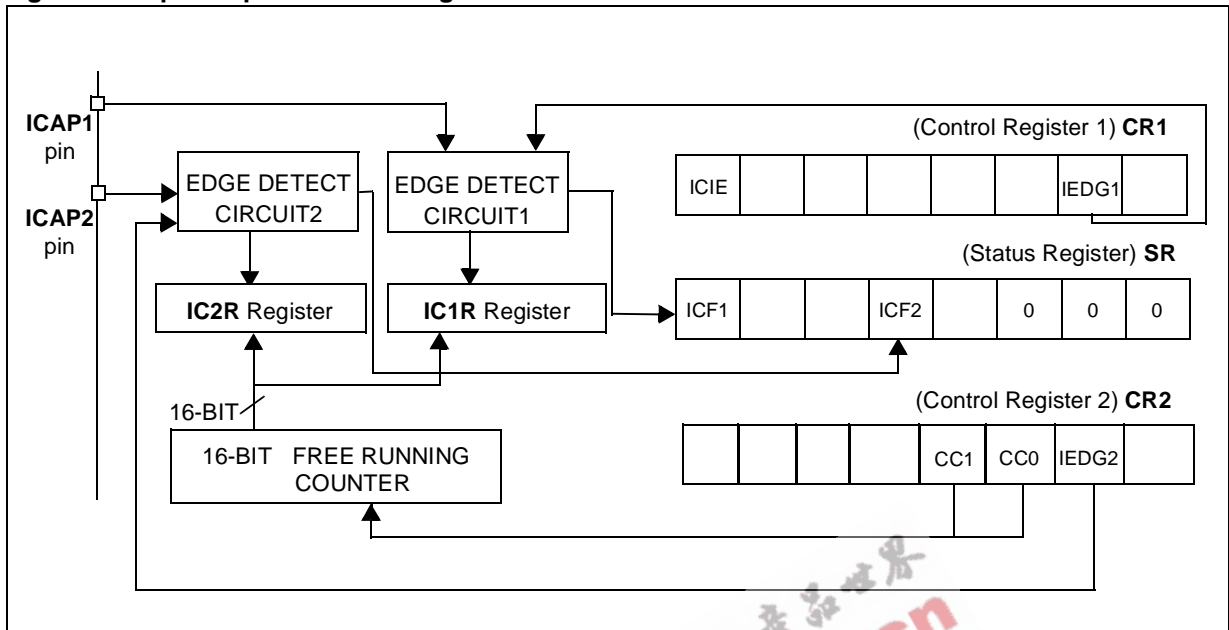 ICAP1
pin
ICAP2
pin
EDGE DETECT
CIRCUIT2
EDGE DETECT
CIRCUIT1
IC2R Register
IC1R Register
16-BIT
16-BIT FREE RUNNING
COUNTER
(Control Register 1) CR1
ICIE
IEDG1
(Status Register) SR
ICF1
ICF2
0
0
0
(Control Register 2) CR2
CC1
CC0
IEDG2